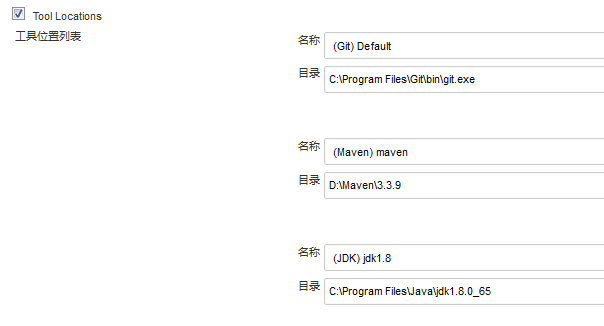 Tool Locations
工具位置列表
名称
(Git) Default
目录
C:\Program Files\Git\bin\git.exe
名称
(Maven) maven
目录
D:\Maven\3.3.9
名称
(JDK) jdk1.8
目录
C:\Program Files\Java\jdk1.8.0_65